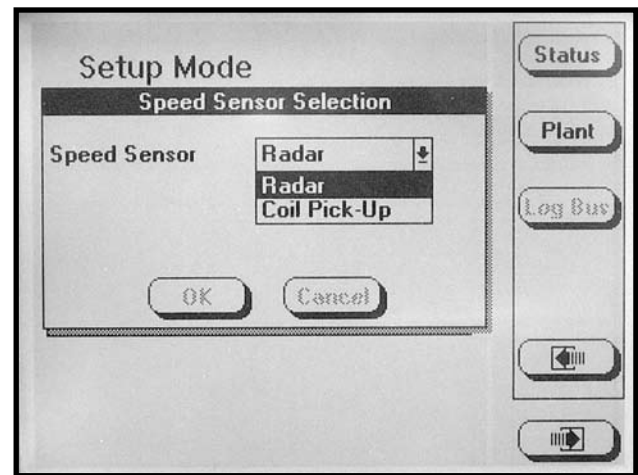 Setup Mode
Speed Sensor Selection
Speed Sensor
Radar
Radar
Coil Pick-Up
OK
Cancel
Status
Plant
Log Bus